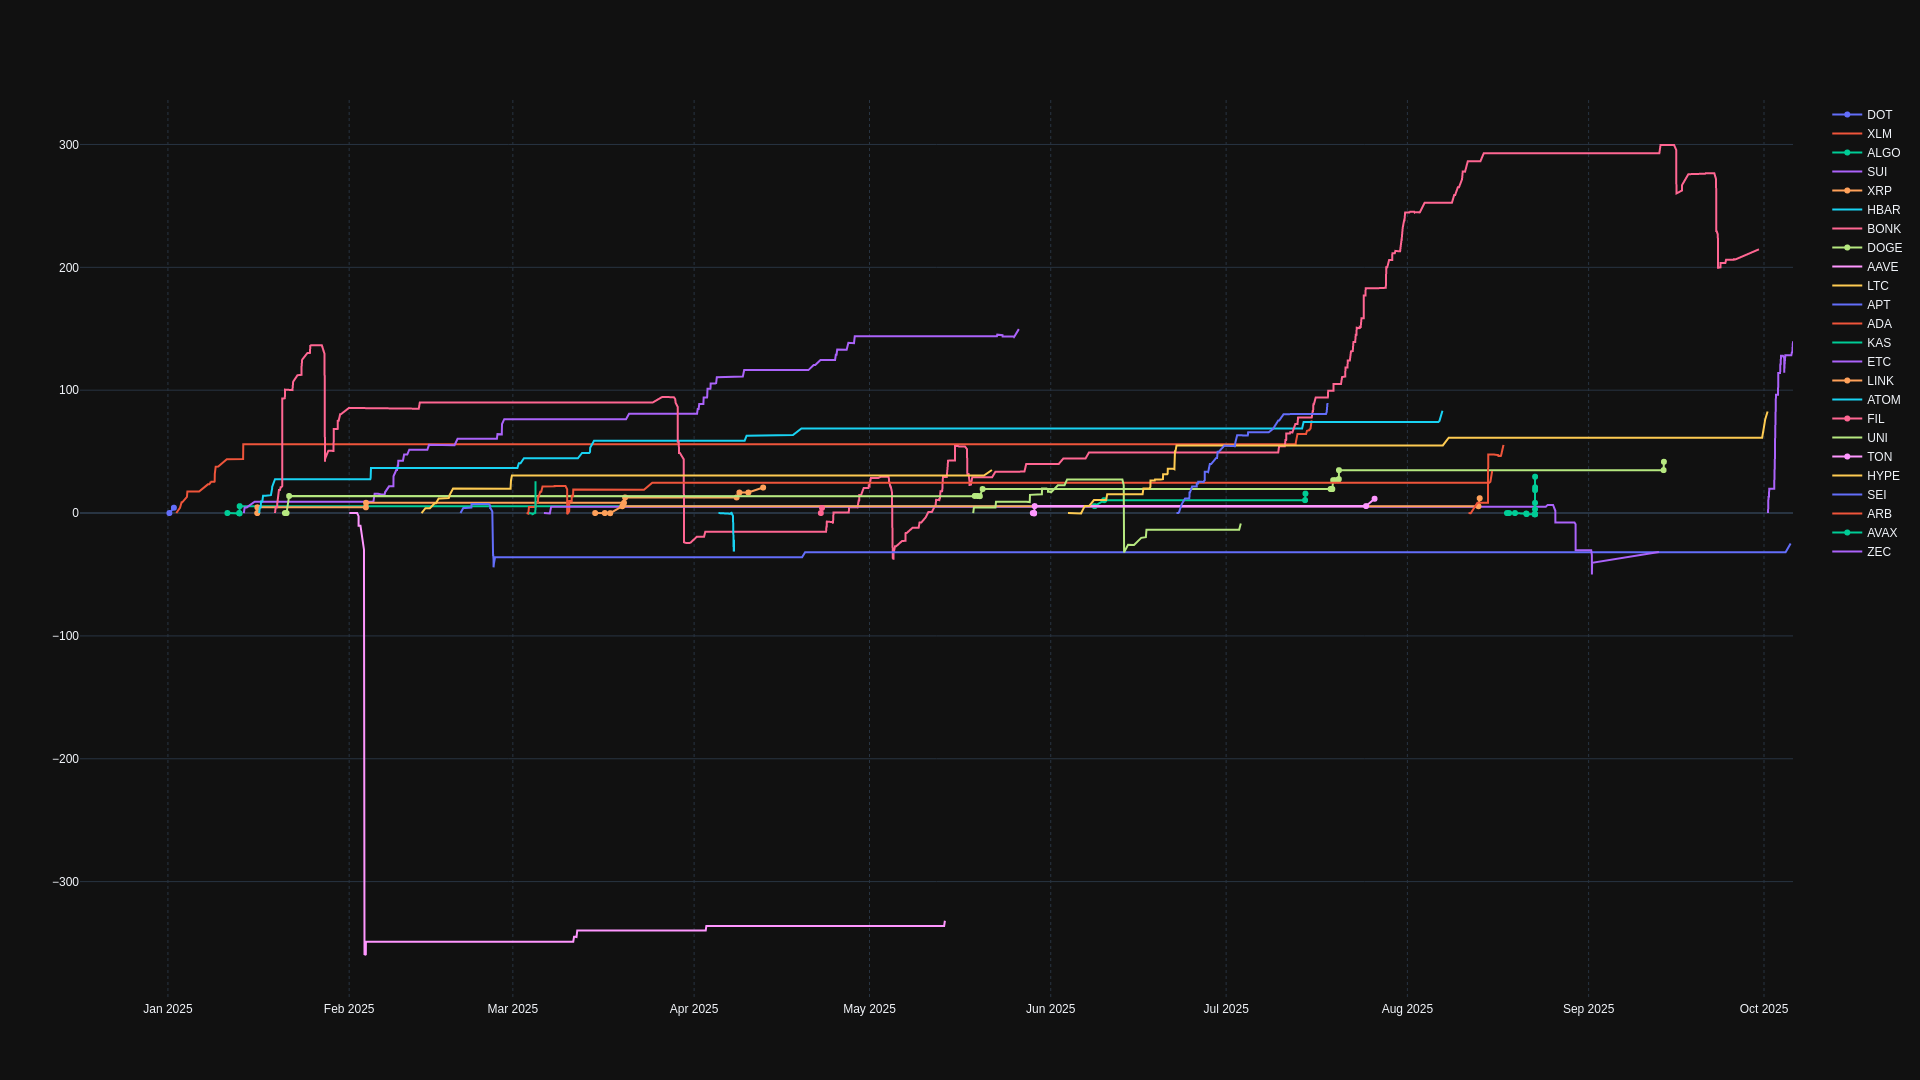 300
200
100
0
−100
−200
−300
Jan 2025
Feb 2025
Mar 2025
Apr 2025
May 2025
Jun 2025
Jul 2025
Aug 2025
Sep 2025
Oct 2025
DOT
XLM
ALGO
SUI
XRP
HBAR
BONK
DOGE
AAVE
LTC
APT
ADA
KAS
ETC
LINK
ATOM
FIL
UNI
TON
HYPE
SEI
ARB
AVAX
ZEC